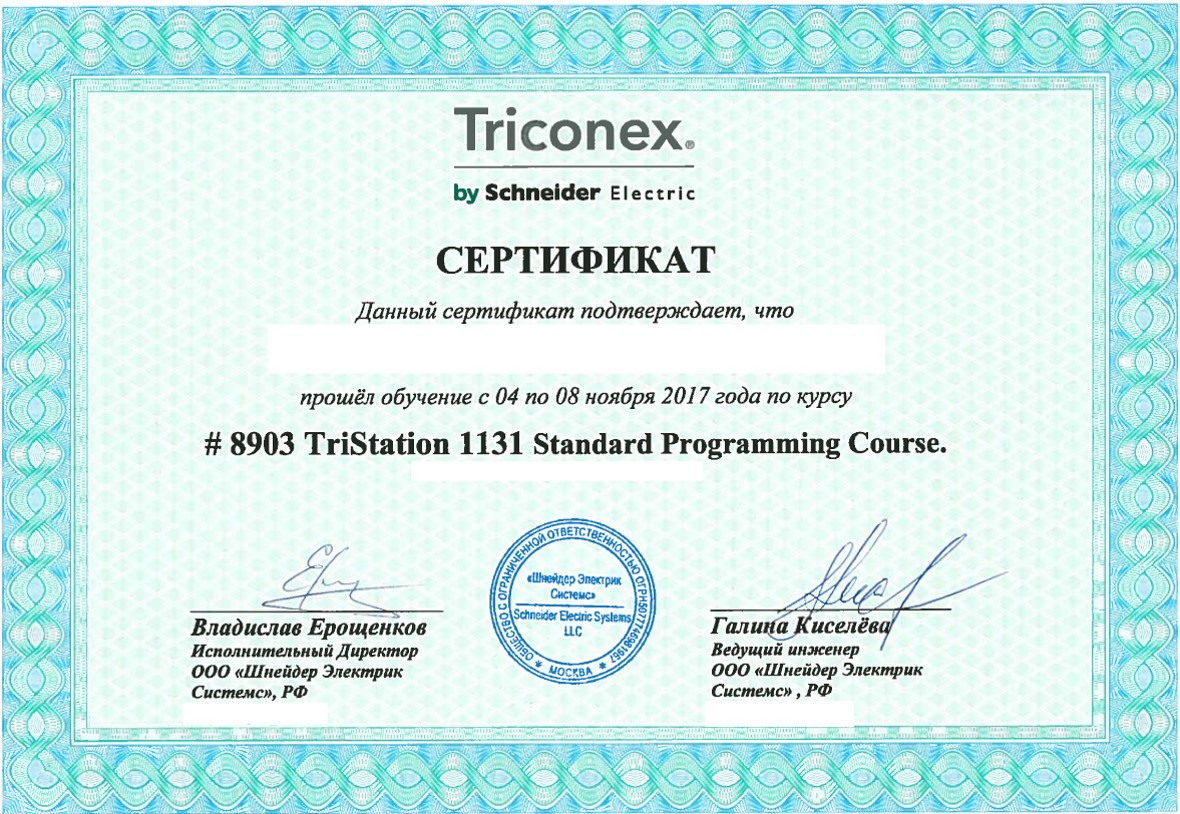 Triconex®
by Schneider Electric
СЕРТИФИКАТ
Данный сертификат подтверждает, что
прошёл обучение с 04 по 08 ноября 2017 года по курсу
# 8903 TriStation 1131 Standard Programming Course.
Владислав Ерощенков
Исполнительный Директор
ООО «Шнейдер Электрик
Системс», РФ
ОБЩЕСТВО С ОГРАНИЧЕННОЙ ОТВЕТСТВЕННОСТЬЮ
«Шнейдер Электрик
Системс»
Schneider Electric Systems
LLC
* МОСКВА *
Галина Киселёва
Ведущий инженер
ООО «Шнейдер Электрик
Системс» , РФ